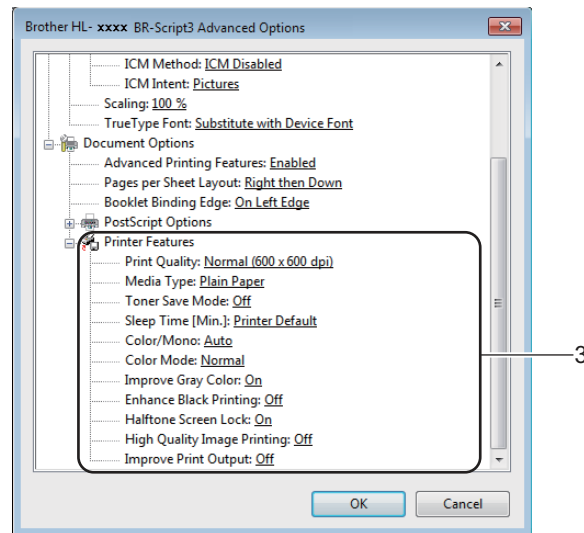 Brother HL- xxxx BR-Script3 Advanced Options
ICM Method: ICM Disabled
ICM Intent: Pictures
Scaling: 100 %
TrueType Font: Substitute with Device Font
Document Options
Advanced Printing Features: Enabled
Pages per Sheet Layout: Right then Down
Booklet Binding Edge: On Left Edge
PostScript Options
Printer Features
Print Quality: Normal (600 x 600 dpi)
Media Type: Plain Paper
Toner Save Mode: Off
Sleep Time [Min.]: Printer Default
Color/Mono: Auto
Color Mode: Normal
Improve Gray Color: On
Enhance Black Printing: Off
Halftone Screen Lock: On
High Quality Image Printing: Off
Improve Print Output: Off
3
OK Cancel